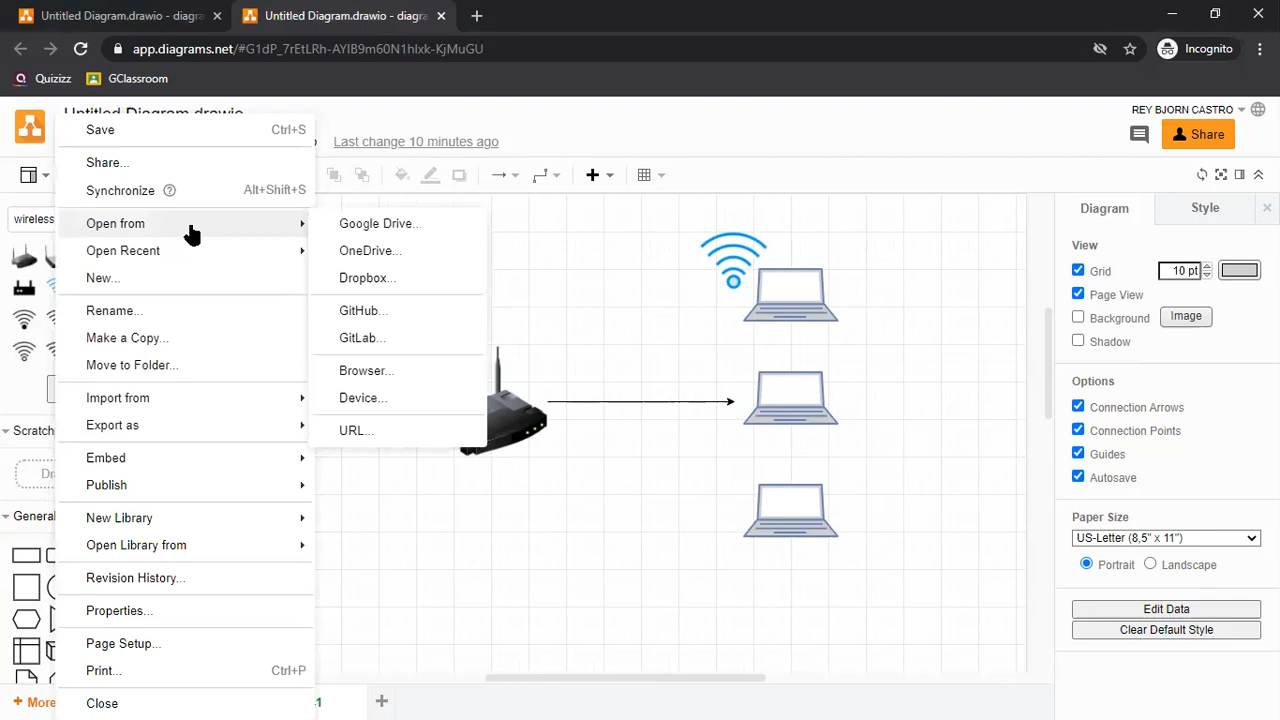 Untitled Diagram.drawio - diagra
Untitled Diagram.drawio - diagra
app.diagrams.net/#G1dP_7rEtLRh-AYIB9m60N1hIxk-KjMuGU
Incognito
Quizizz
GClassroom
Untitled Diagram.drawio
REY BJORN CASTRO
Last change 10 minutes ago
Share
wireless
Save Ctrl+S
Share...
Synchronize Alt+Shift+S
Open from
Open Recent
New...
Rename...
Make a Copy...
Move to Folder...
Import from
Export as
Embed
Publish
New Library
Open Library from
Revision History...
Properties...
Page Setup...
Print... Ctrl+P
Close
Google Drive...
OneDrive...
Dropbox...
GitHub...
GitLab...
Browser...
Device...
URL...
Scratch
Dra
General
+ More
Diagram
Style
View
Grid
10 pt
Page View
Background
Image
Shadow
Options
Connection Arrows
Connection Points
Guides
Autosave
Paper Size
US-Letter (8,5" x 11")
Portrait
Landscape
Edit Data
Clear Default Style